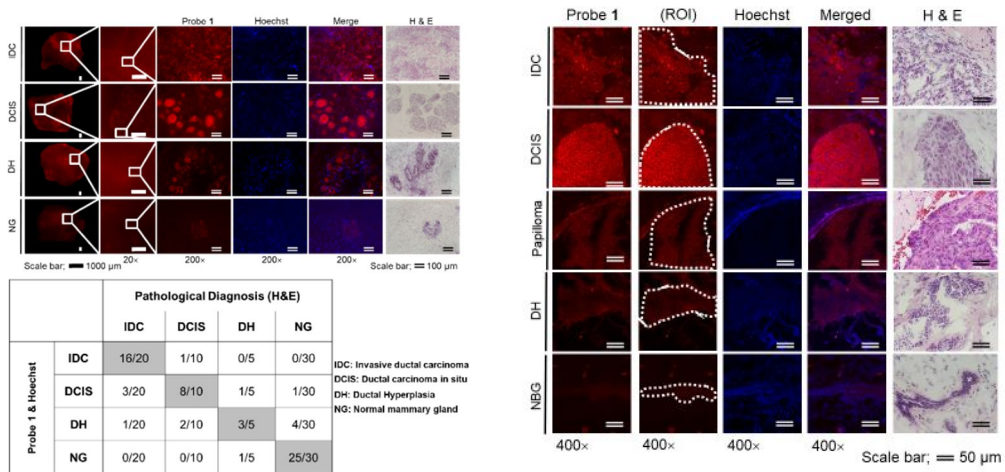 Probe 1 Hoechst Merge H & E
IDC
DCIS
DH
NG
20× 200× 200× 200×
Scale bar; 1000 µm Scale bar; 100 µm
Pathological Diagnosis (H&E)
IDC DCIS DH NG
Probe 1 & Hoechst
IDC 16/20 1/10 0/5 0/30
DCIS 3/20 8/10 1/5 1/30
DH 1/20 2/10 3/5 4/30
NG 0/20 0/10 1/5 25/30
IDC: Invasive ductal carcinoma
DCIS: Ductal carcinoma in situ
DH: Ductal Hyperplasia
NG: Normal mammary gland
Probe 1 (ROI) Hoechst Merged H & E
IDC
DCIS
Papilloma
DH
NBG
400× 400× 400× 400×
Scale bar; 50 µm